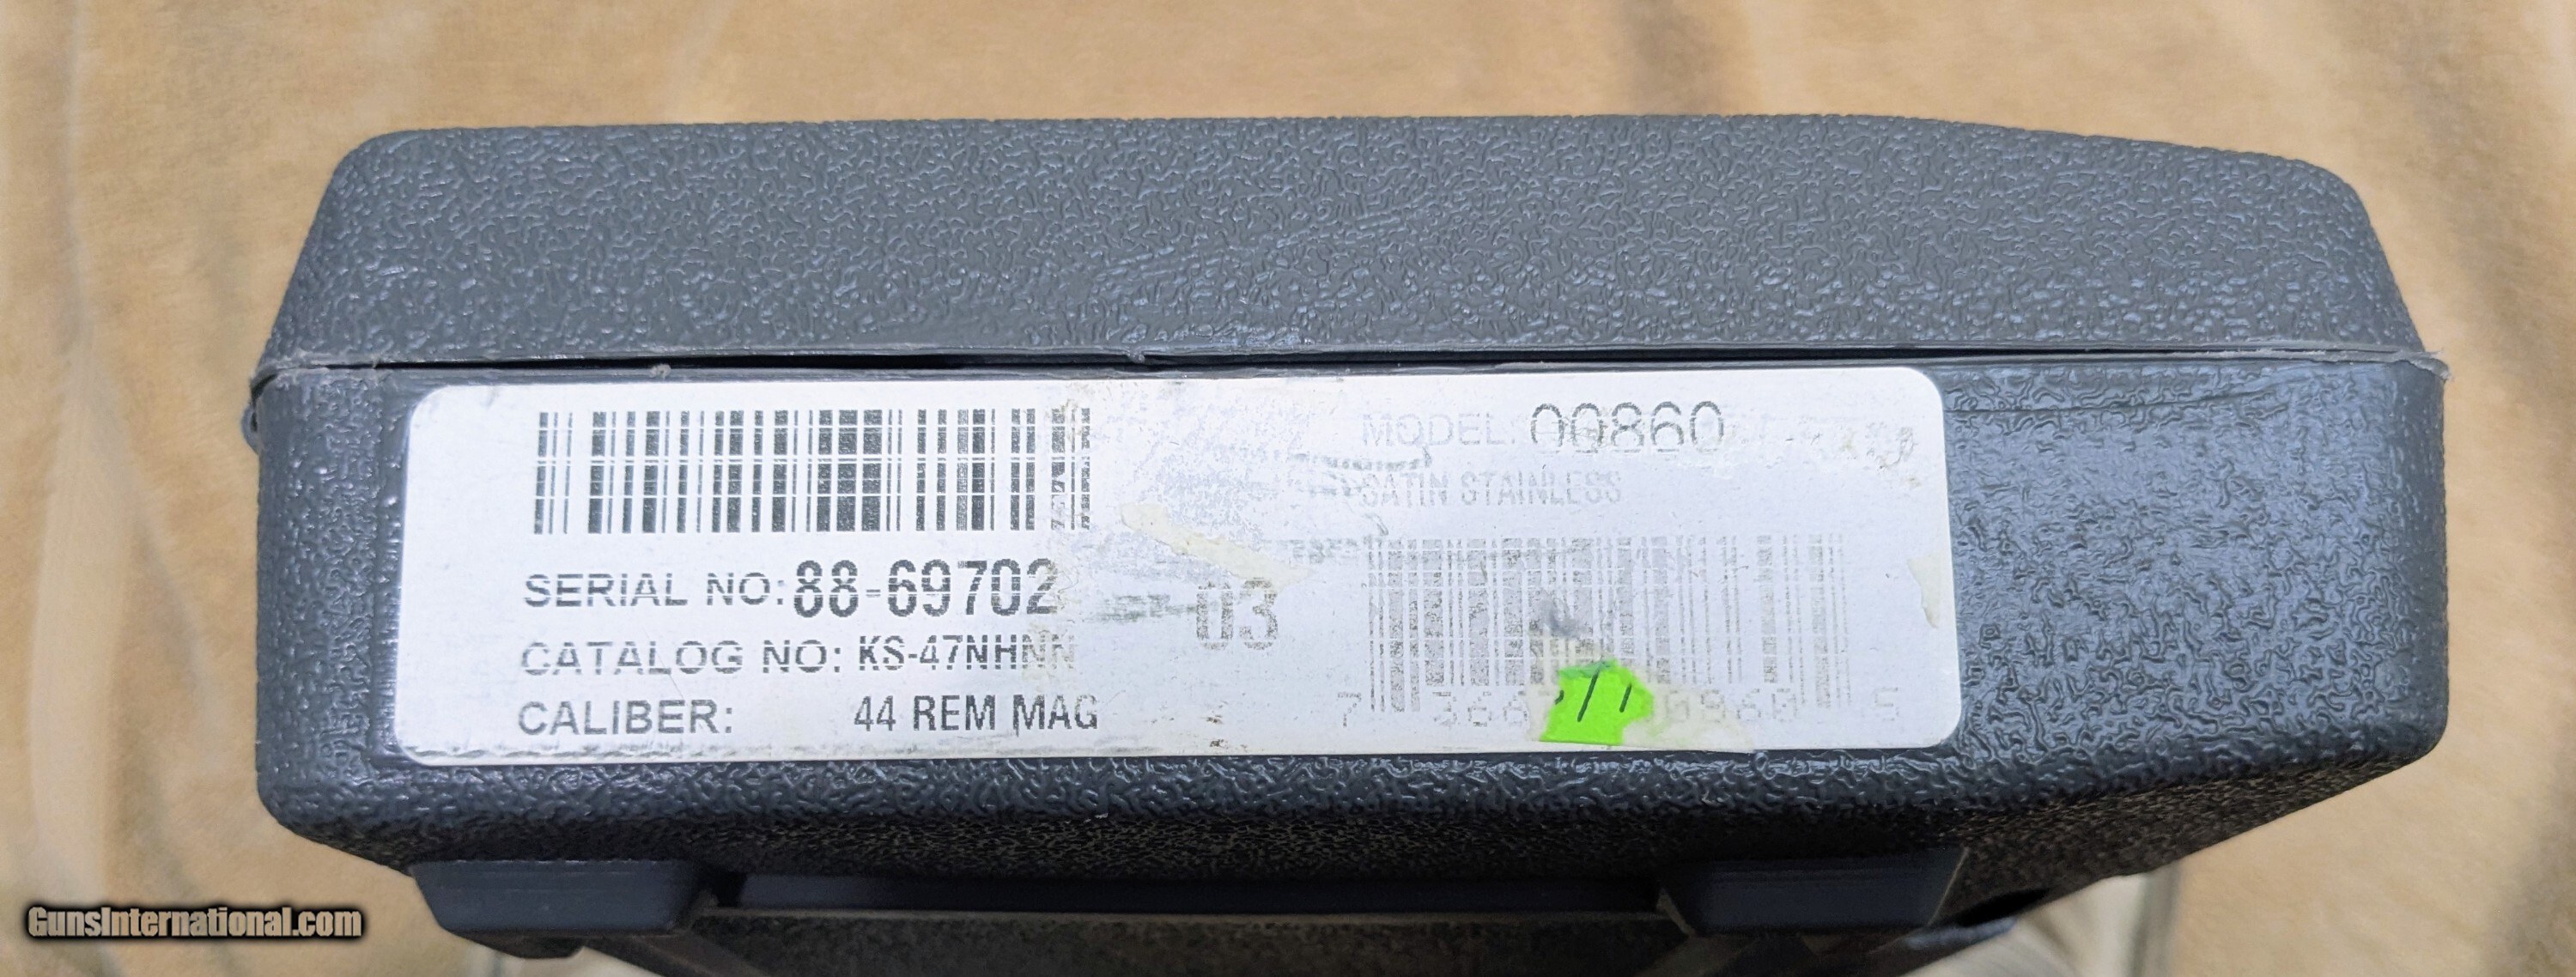 MODEL: 00860
SATIN STAINLESS
SERIAL NO: 88-69702
03
CATALOG NO: KS-47NHNN
CALIBER: 44 REM MAG
GunsInternational.com